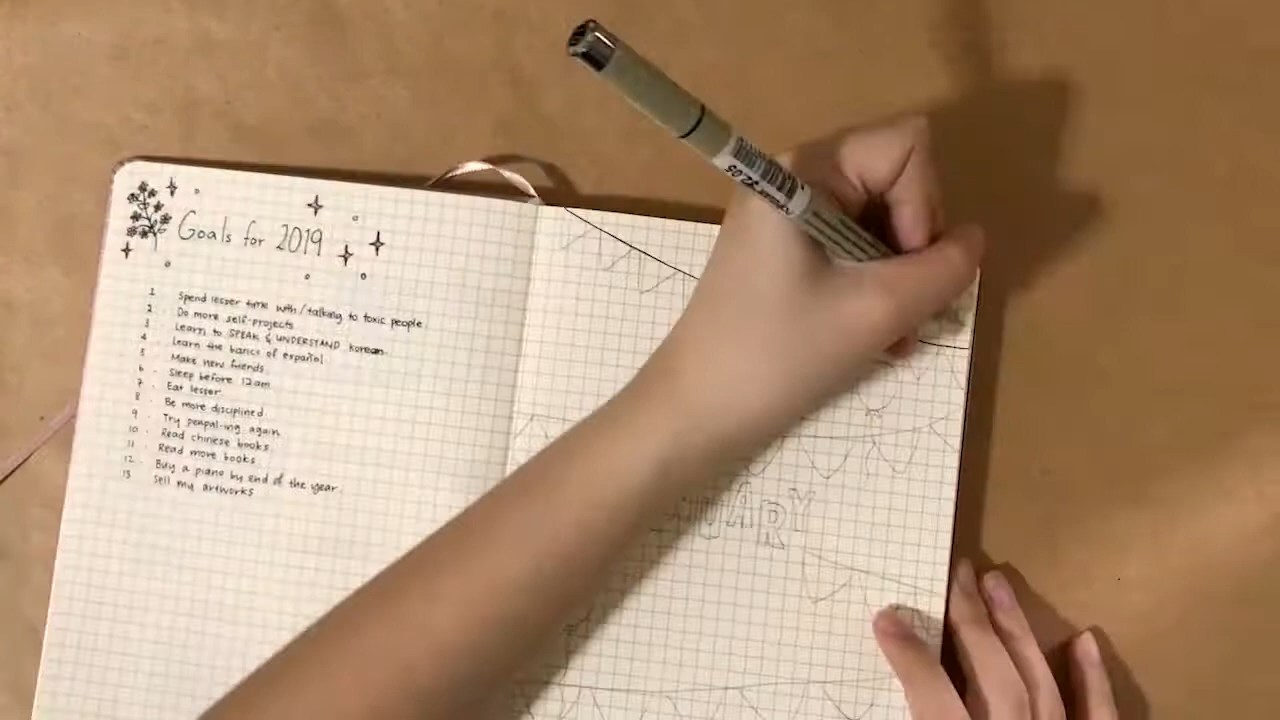 Goals for 2019
1 Spend lesser time with/talking to toxic people
2 Do more self-projects
3 Learn to SPEAK & UNDERSTAND korean
4 Learn the basics of español
5 Make new friends
6 Sleep before 12am
7 Eat lesser
8 Be more disciplined
9 Try penpal-ing again
10 Read chinese books
11 Read more books
12 Buy a piano by end of the year
13 Sell my artworks
UARY
05